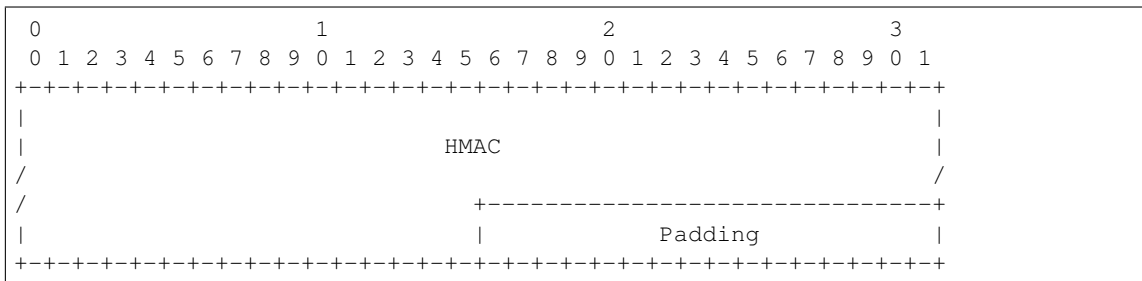 0                   1                   2                   3
 0 1 2 3 4 5 6 7 8 9 0 1 2 3 4 5 6 7 8 9 0 1 2 3 4 5 6 7 8 9 0 1
+-+-+-+-+-+-+-+-+-+-+-+-+-+-+-+-+-+-+-+-+-+-+-+-+-+-+-+-+-+-+-+-+
|                                                               |
|                             HMAC                              |
/                                                               /
/                               +-------------------------------+
|                               |            Padding            |
+-+-+-+-+-+-+-+-+-+-+-+-+-+-+-+-+-+-+-+-+-+-+-+-+-+-+-+-+-+-+-+-+